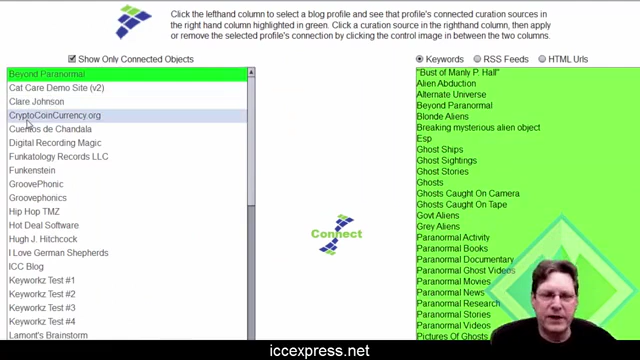 Click the lefthand column to select a blog profile and see that profile's connected curation sources in
the right hand column highlighted in green. Click a curation source in the righthand column, then apply
or remove the selected profile's connection by clicking the control image in between the two columns.
Show Only Connected Objects
Keywords RSS Feeds HTML Urls
Beyond Paranormal
Cat Care Demo Site (v2)
Clare Johnson
CryptoCoinCurrency.org
Cuentos de Chandala
Digital Recording Magic
Funkatology Records LLC
Funkenstein
GroovePhonic
Groovephonics
Hip Hop TMZ
Hot Deal Software
Hugh J. Hitchcock
I Love German Shepherds
ICC Blog
Keyworkz Test #1
Keyworkz Test #2
Keyworkz Test #3
Keyworkz Test #4
Lamont's Brainstorm
Connect
"Bust of Manly P. Hall"
Alien Abduction
Alternate Universe
Beyond Paranormal
Blonde Aliens
Breaking mysterious alien object
Esp
Ghost Ships
Ghost Sightings
Ghost Stories
Ghosts
Ghosts Caught On Camera
Ghosts Caught On Tape
Govt Aliens
Grey Aliens
Paranormal Activity
Paranormal Books
Paranormal Documentary
Paranormal Ghost Videos
Paranormal Movies
Paranormal News
Paranormal Research
Paranormal Stories
Paranormal Videos
Pictures Of Ghosts
iccexpress.net